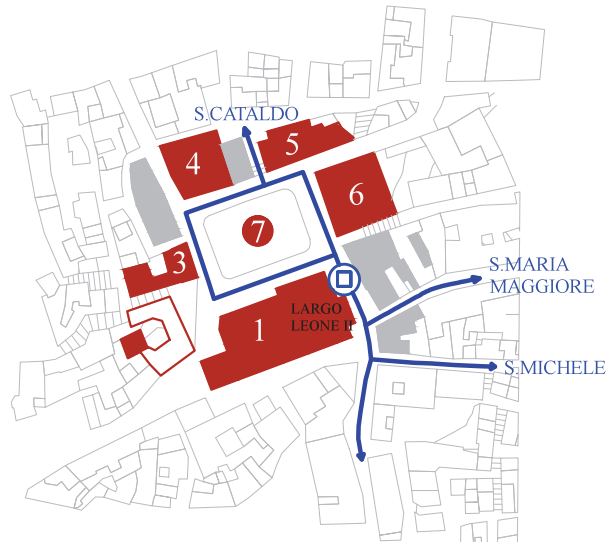 S.CATALDO
4
5
6
7
3
S.MARIA
MAGGIORE
LARGO
LEONE II
1
S.MICHELE